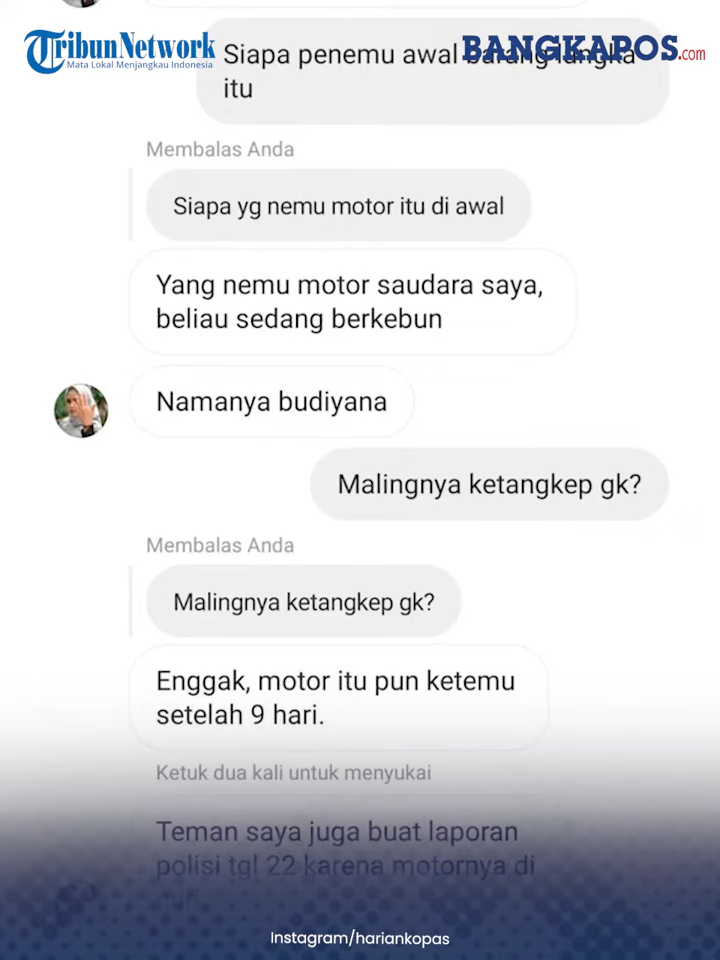 TribunNetwork
Mata Lokal Menjangkau Indonesia
BANGKAPOS.com
Siapa penemu awal barang langka
itu
Membalas Anda
Siapa yg nemu motor itu di awal
Yang nemu motor saudara saya,
beliau sedang berkebun
Namanya budiyana
Malingnya ketangkep gk?
Membalas Anda
Malingnya ketangkep gk?
Enggak, motor itu pun ketemu
setelah 9 hari.
Ketuk dua kali untuk menyukai
Teman saya juga buat laporan
polisi tgl 22 karena motornya di
Instagram/hariankopas